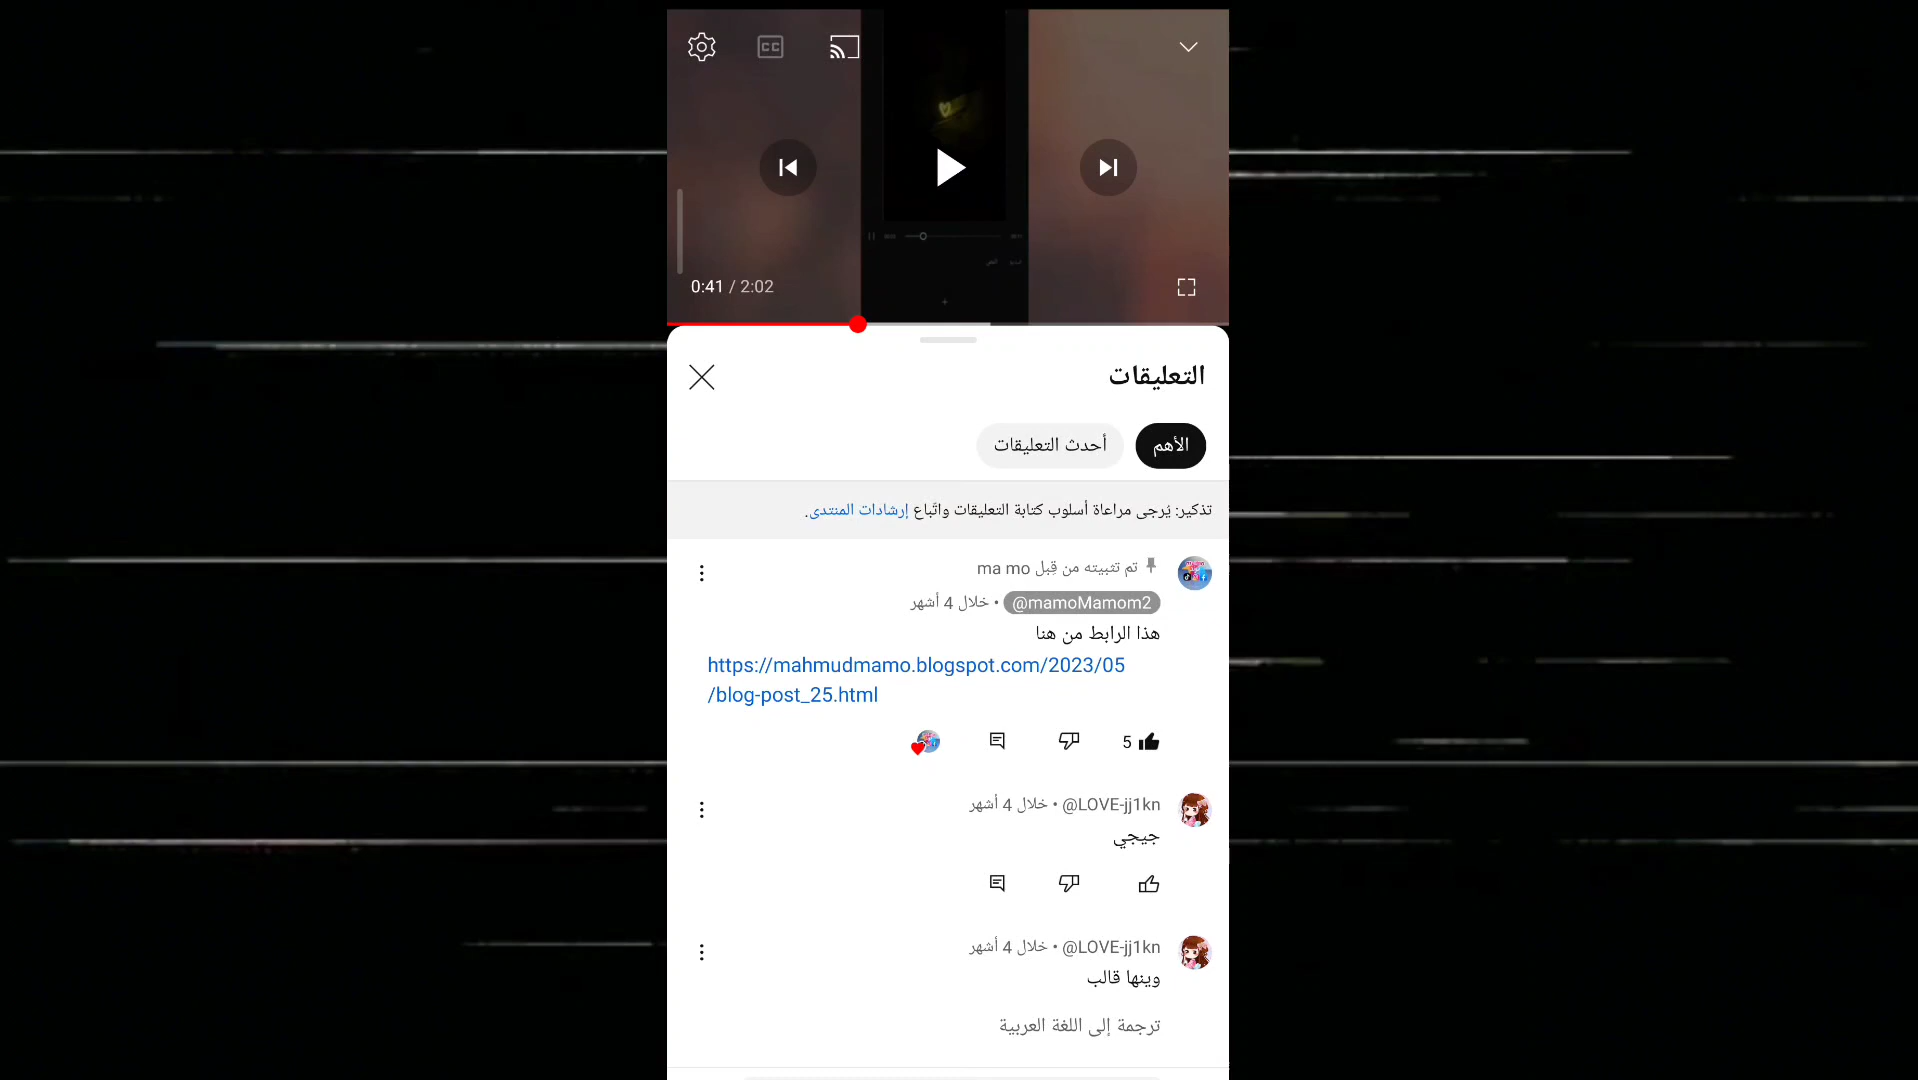 CC
0:41 / 2:02
التعليقات
الأهم
أحدث التعليقات
تذكير: يُرجى مراعاة أسلوب كتابة التعليقات واتّباع إرشادات المنتدى.
تم تثبيته من قِبل ma mo
@mamoMamom2 • خلال 4 أشهر
هذا الرابط من هنا
https://mahmudmamo.blogspot.com/2023/05
/blog-post_25.html
5
@LOVE-jj1kn • خلال 4 أشهر
جيجي
@LOVE-jj1kn • خلال 4 أشهر
وينها قالب
ترجمة إلى اللغة العربية